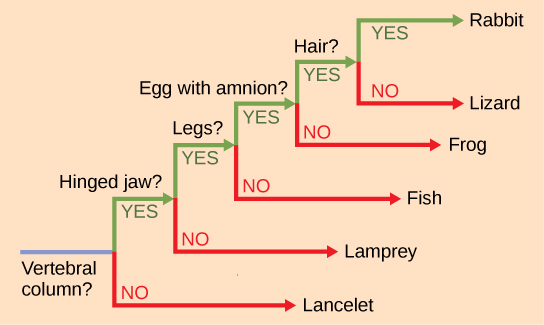 Rabbit
YES
Hair?
YES
NO
Lizard
Egg with amnion?
YES
NO
Frog
Legs?
YES
NO
Fish
Hinged jaw?
YES
NO
Lamprey
Vertebral
column?
NO
Lancelet